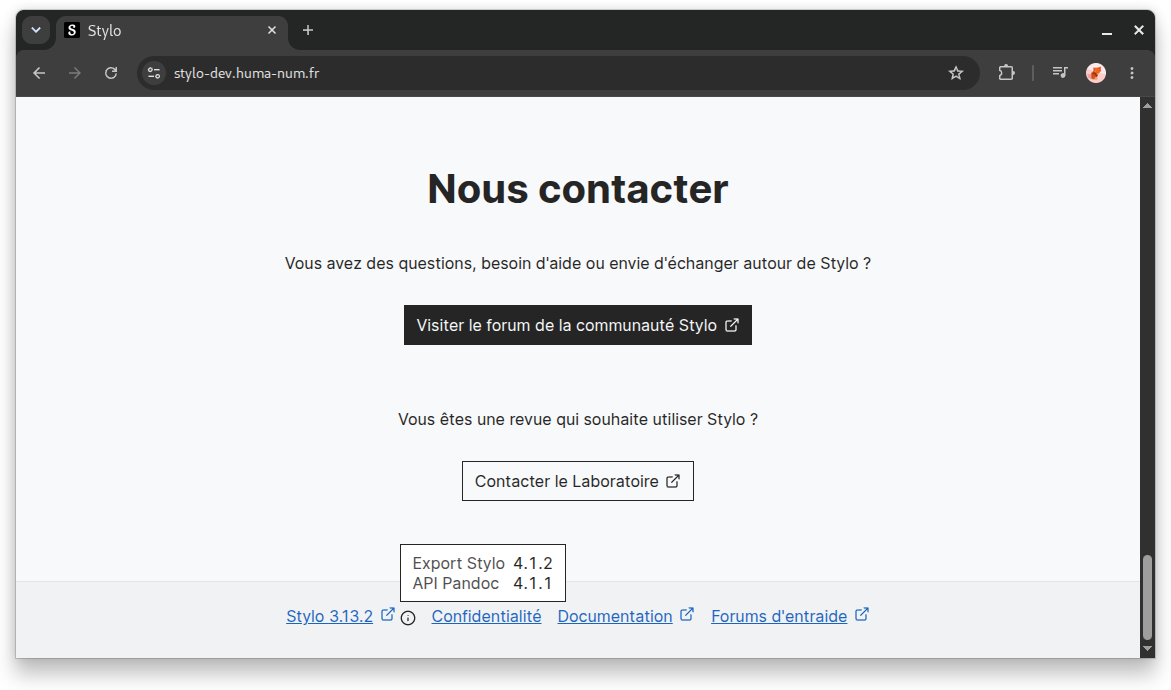 Stylo
stylo-dev.huma-num.fr
Nous contacter
Vous avez des questions, besoin d'aide ou envie d'échanger autour de Stylo ?
Visiter le forum de la communauté Stylo
Vous êtes une revue qui souhaite utiliser Stylo ?
Contacter le Laboratoire
Export Stylo 4.1.2
API Pandoc 4.1.1
Stylo 3.13.2 Confidentialité Documentation Forums d'entraide